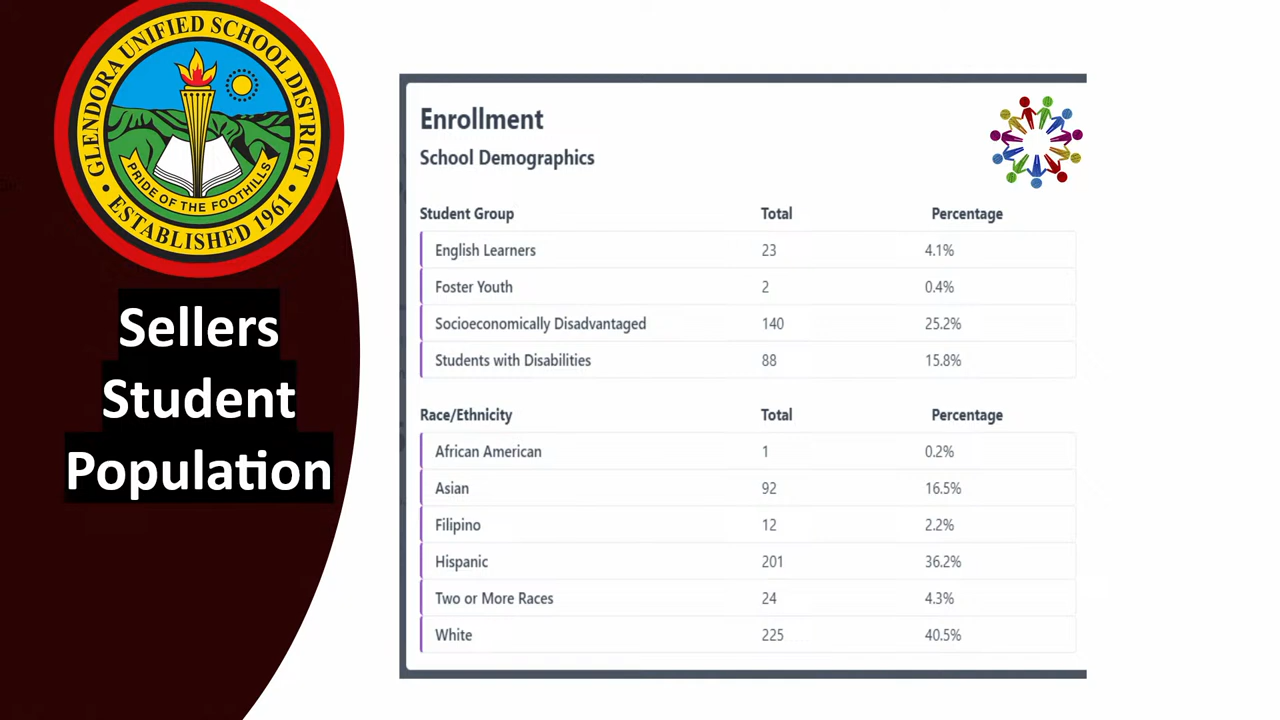 GLENDORA UNIFIED SCHOOL DISTRICT
PRIDE OF THE FOOTHILLS
• ESTABLISHED 1961 •
Sellers
Student
Population
Enrollment
School Demographics
Student Group Total Percentage
English Learners 23 4.1%
Foster Youth 2 0.4%
Socioeconomically Disadvantaged 140 25.2%
Students with Disabilities 88 15.8%
Race/Ethnicity Total Percentage
African American 1 0.2%
Asian 92 16.5%
Filipino 12 2.2%
Hispanic 201 36.2%
Two or More Races 24 4.3%
White 225 40.5%